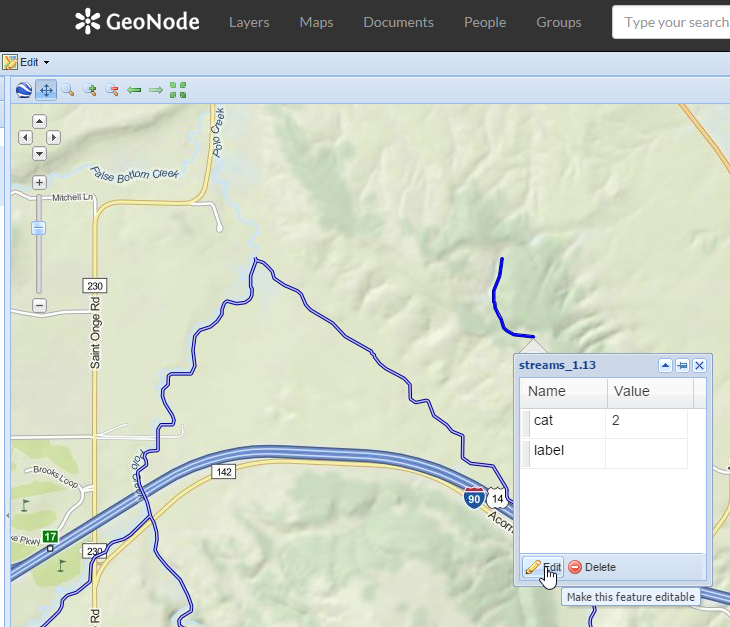 GeoNode Layers Maps Documents People Groups Type your search
Edit
Polo Creek
False Bottom Creek
Mitchell Ln
230
Saint Onge Rd
streams_1.13
Name Value
cat 2
label
142
Brooks Loop
90 14
Acorn
17
e Pkwy
230
Edit Delete
Make this feature editable
Rd